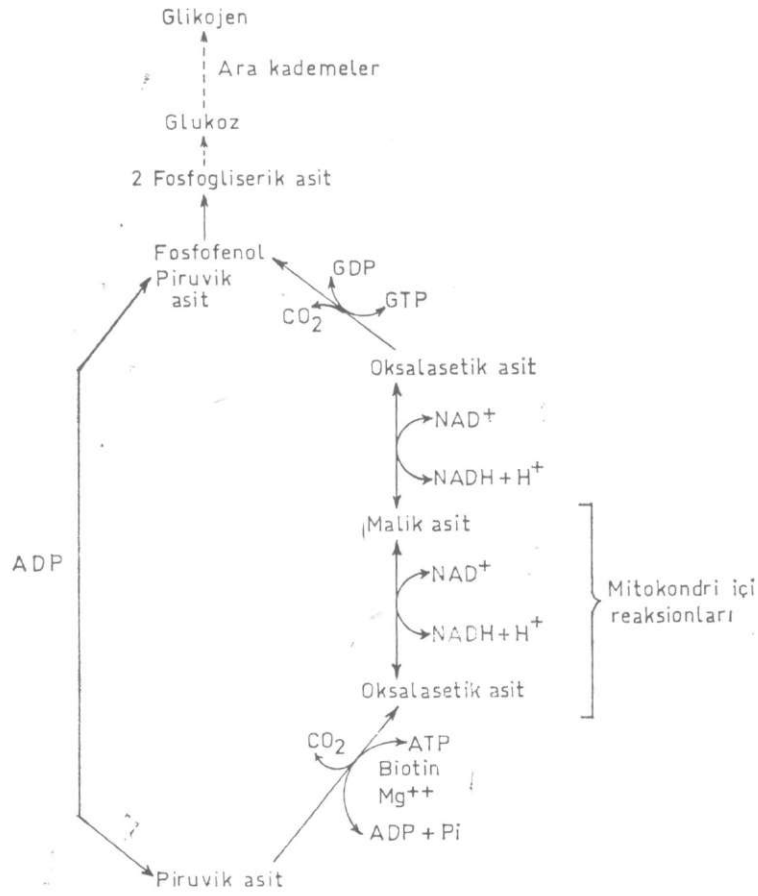 Glikojen
Ara kademeler
Glukoz
2 Fosfogliserik asit
Fosfofenol
Piruvik
asit
GDP
CO2
GTP
Oksalasetik asit
NAD+
NADH + H+
Malik asit
ADP
NAD+
NADH + H+
Mitokondri içi
reaksionları
Oksalasetik asit
CO2
ATP
Biotin
Mg++
ADP + Pi
Piruvik asit